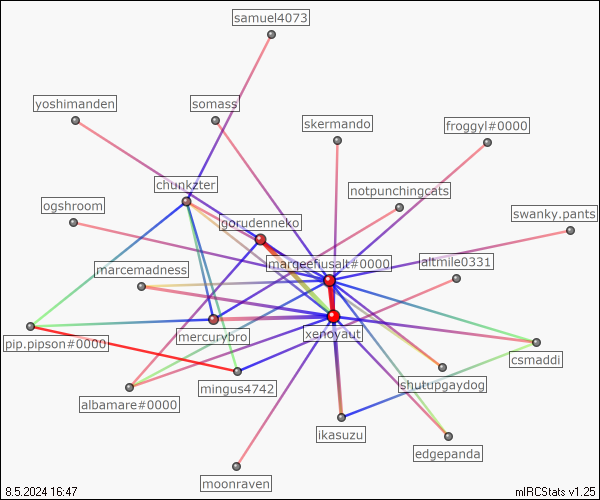 samuel4073
yoshimanden
somass
skermando
froggyl#0000
chunkzter
notpunchingcats
ogshroom
gorudenneko
swanky.pants
marcemadness
margeefusalt#0000
altmile0331
pip.pipson#0000
mercurybro
xenoyaut
csmaddi
albamare#0000
mingus4742
shutupgaydog
ikasuzu
edgepanda
moonraven
8.5.2024 16:47
mIRCStats v1.25